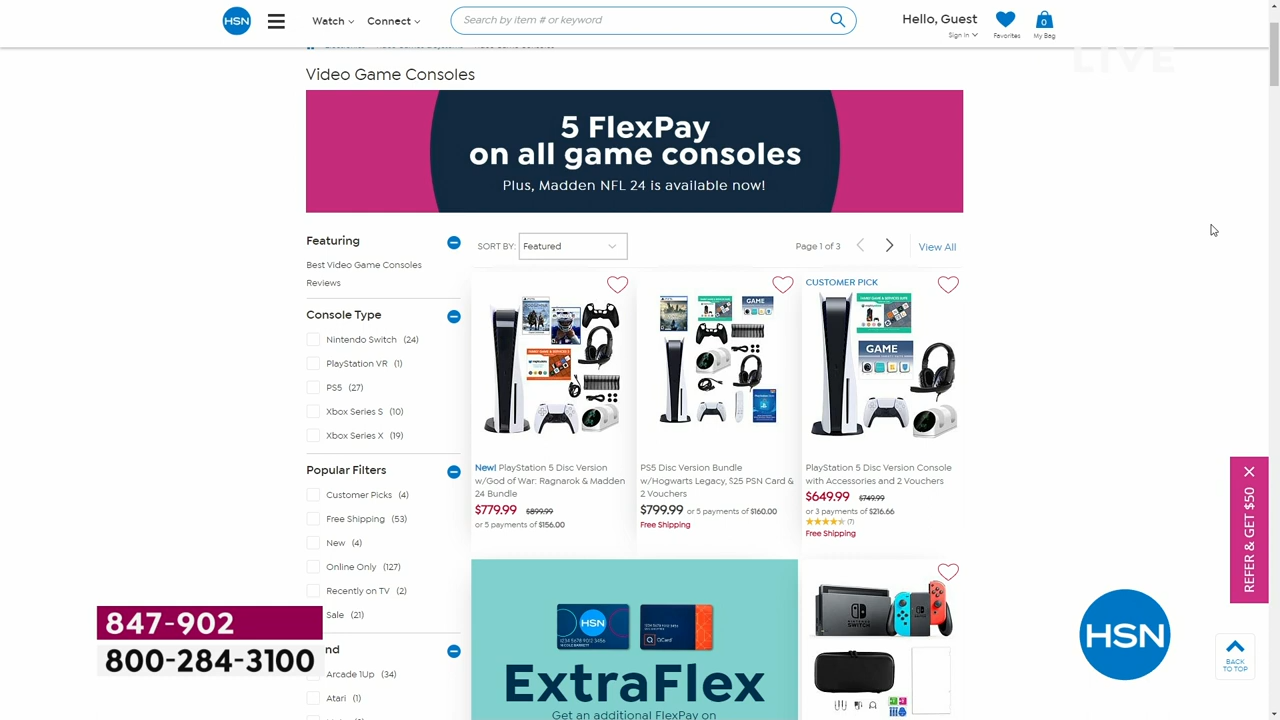 HSN
Watch
Connect
Search by item # or keyword
Hello, Guest
Sign In
Favorites
0
My Bag
LIVE
Video Game Consoles
5 FlexPay
on all game consoles
Plus, Madden NFL 24 is available now!
Featuring
Best Video Game Consoles
Reviews
Console Type
Nintendo Switch (24)
PlayStation VR (1)
PS5 (27)
Xbox Series S (10)
Xbox Series X (19)
Popular Filters
Customer Picks (4)
Free Shipping (53)
New (4)
Online Only (127)
Recently on TV (2)
Sale (21)
nd
Arcade 1Up (34)
Atari (1)
SORT BY:
Featured
Page 1 of 3
View All
New! PlayStation 5 Disc Version
w/God of War: Ragnarok & Madden
24 Bundle
$779.99 $899.99
or 5 payments of $156.00
GAME
PS5 Disc Version Bundle
w/Hogwarts Legacy, $25 PSN Card &
2 Vouchers
$799.99 or 5 payments of $160.00
Free Shipping
CUSTOMER PICK
GAME
PlayStation 5 Disc Version Console
with Accessories and 2 Vouchers
$649.99 $749.99
or 3 payments of $216.66
(7)
Free Shipping
HSN
QCard
ExtraFlex
Get an additional FlexPay on
REFER & GET $50
BACK
TO TOP
847-902
800-284-3100
HSN